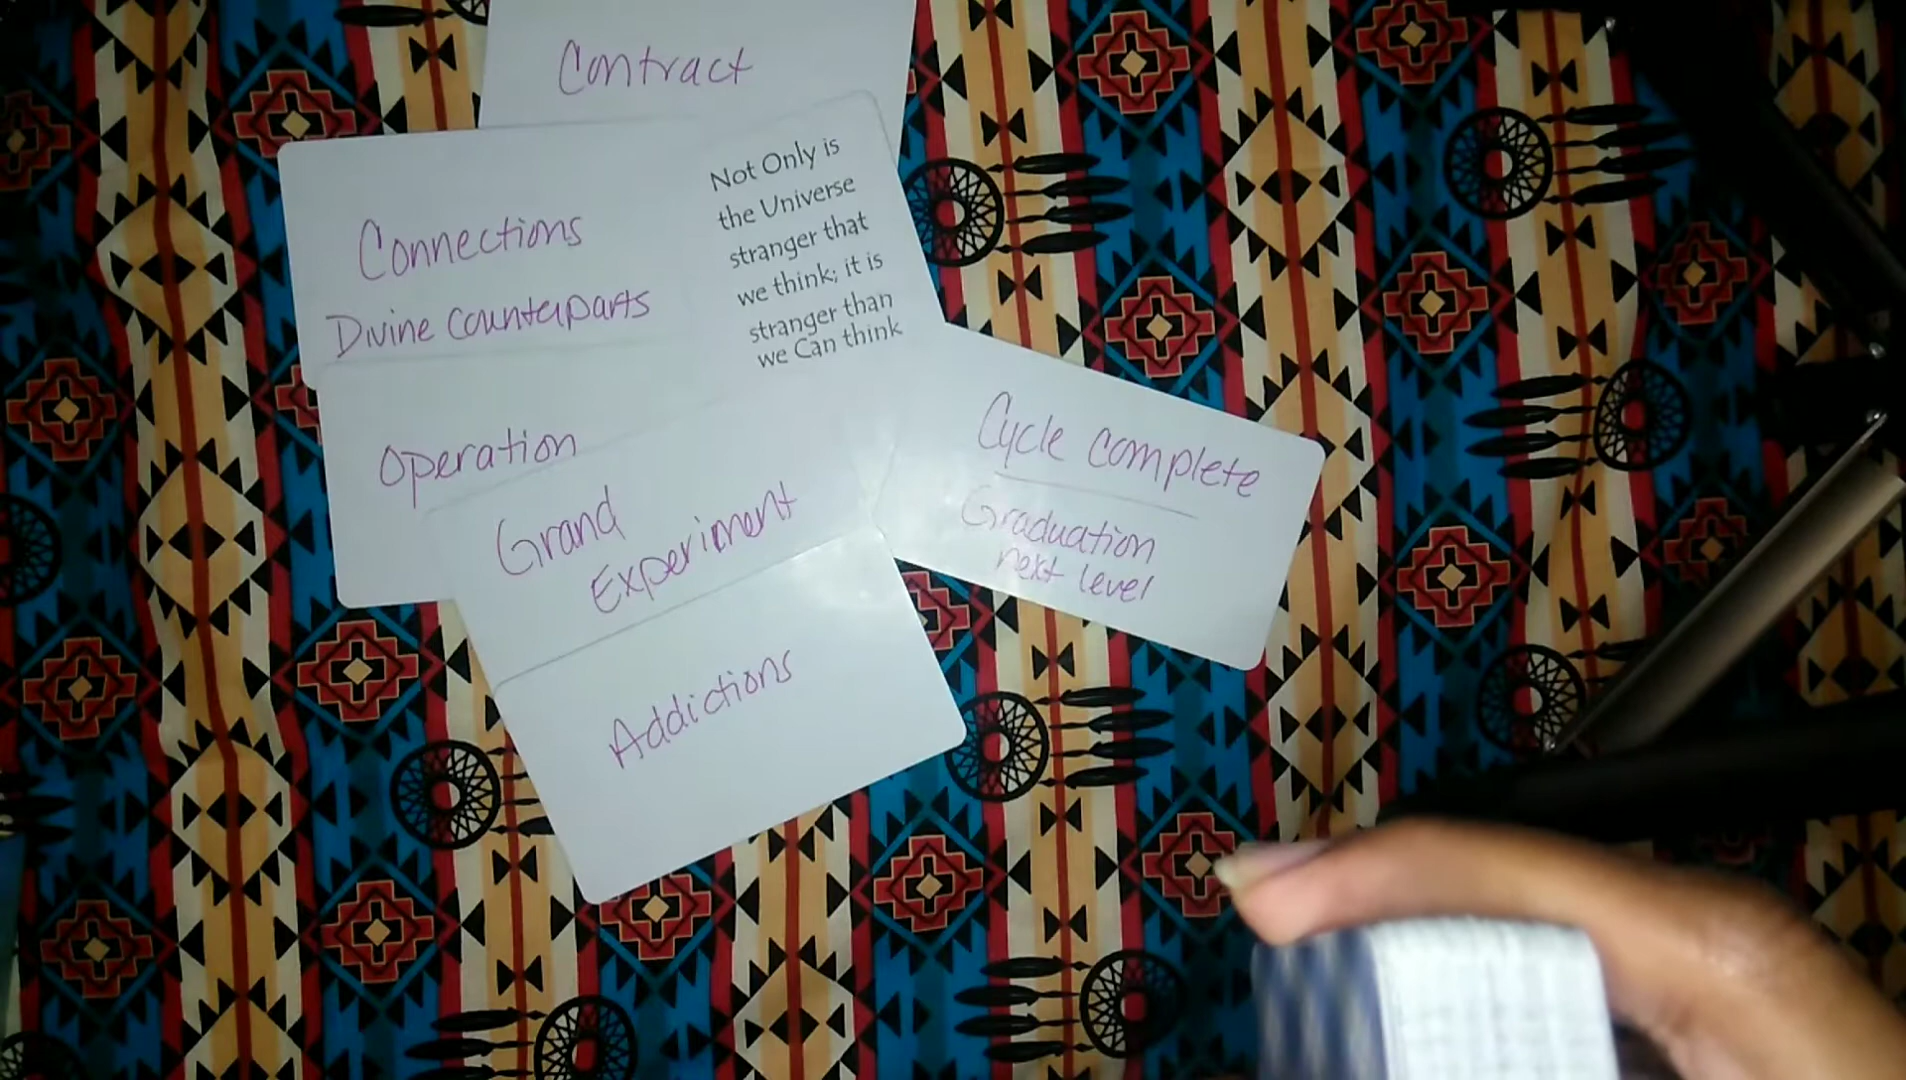 Contract
Connections
Divine Counterparts
Not Only is
the Universe
stranger that
we think; it is
stranger than
we Can think
Operation
Grand
Experiment
Cycle Complete
Graduation
next level
Addictions